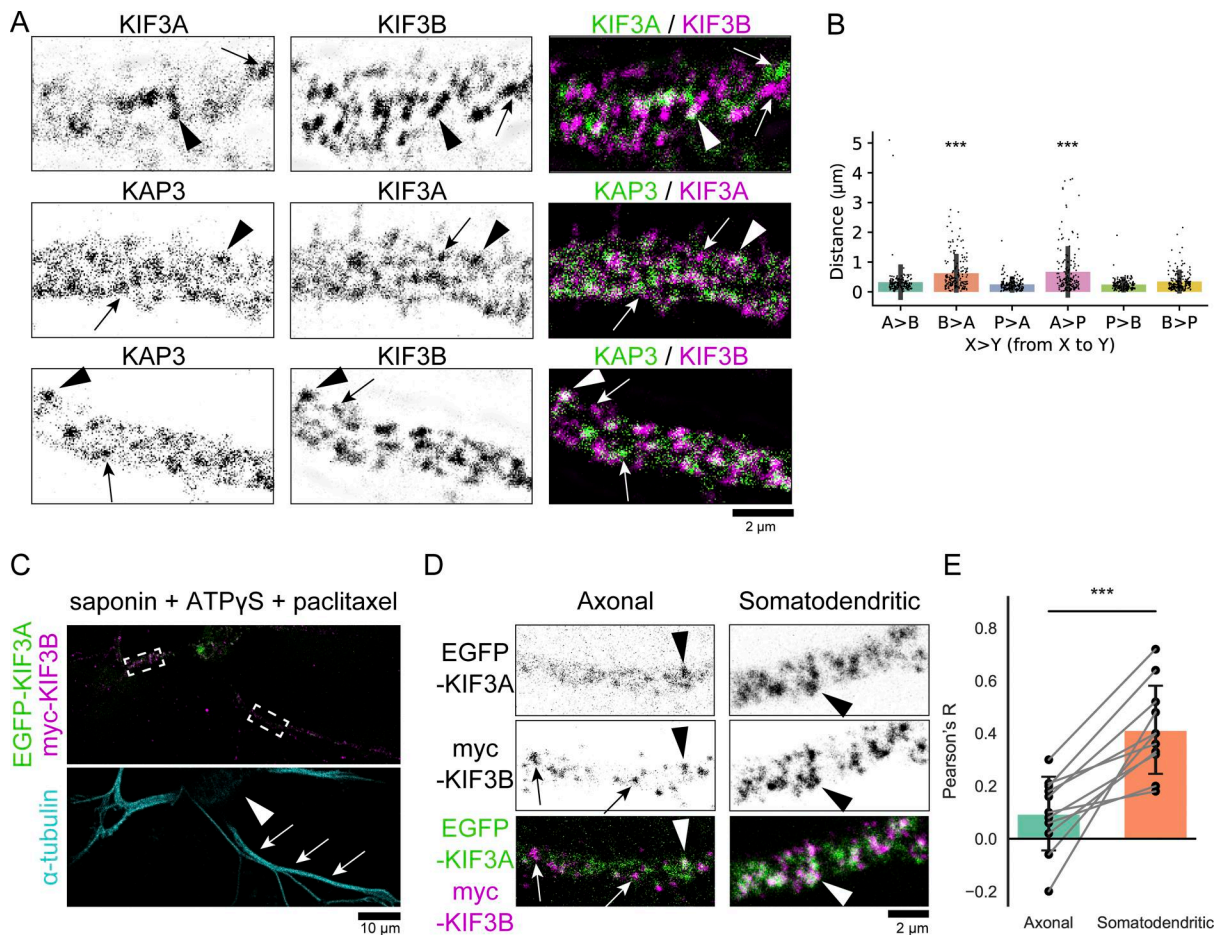 A
KIF3A
KIF3B
KIF3A / KIF3B
KAP3
KIF3A
KAP3 / KIF3A
KAP3
KIF3B
KAP3 / KIF3B
2 μm
B
Distance (μm)
5
4
3
2
1
0
***
***
A>B
B>A
P>A
A>P
P>B
B>P
X>Y (from X to Y)
C
saponin + ATPγS + paclitaxel
EGFP-KIF3A
myc-KIF3B
α-tubulin
10 μm
D
Axonal
Somatodendritic
EGFP
-KIF3A
myc
-KIF3B
EGFP
-KIF3A
myc
-KIF3B
2 μm
E
***
Pearson's R
0.8
0.6
0.4
0.2
0.0
−0.2
Axonal
Somatodendritic